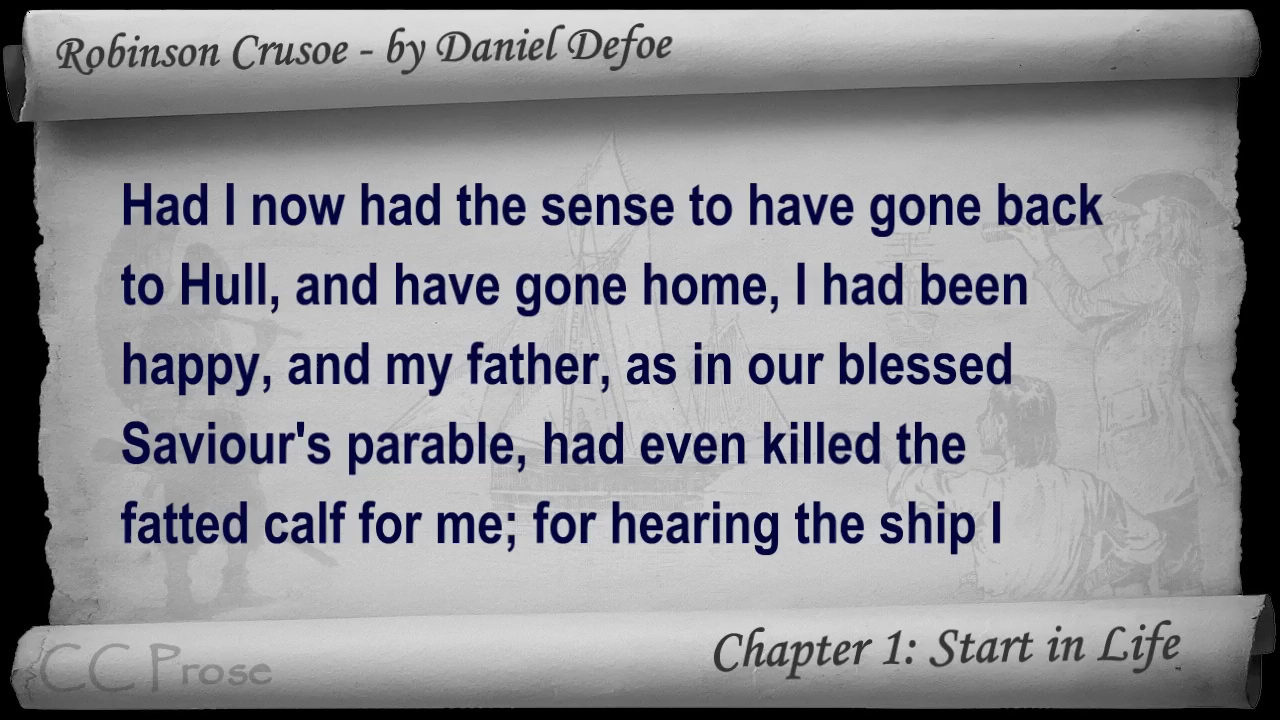 Robinson Crusoe - by Daniel Defoe
Had I now had the sense to have gone back
to Hull, and have gone home, I had been
happy, and my father, as in our blessed
Saviour's parable, had even killed the
fatted calf for me; for hearing the ship I
Chapter 1: Start in Life
CC Prose